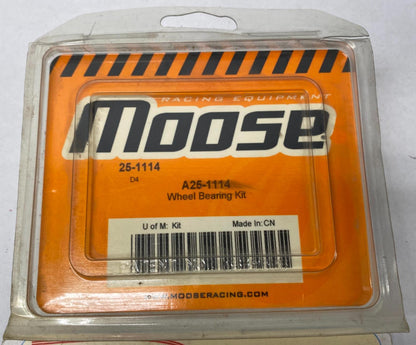 RACING EQUIPMENT
Moose
25-1114
D4
A25-1114
Wheel Bearing Kit
U of M: Kit
Made In: CN
MOOSERACING.COM